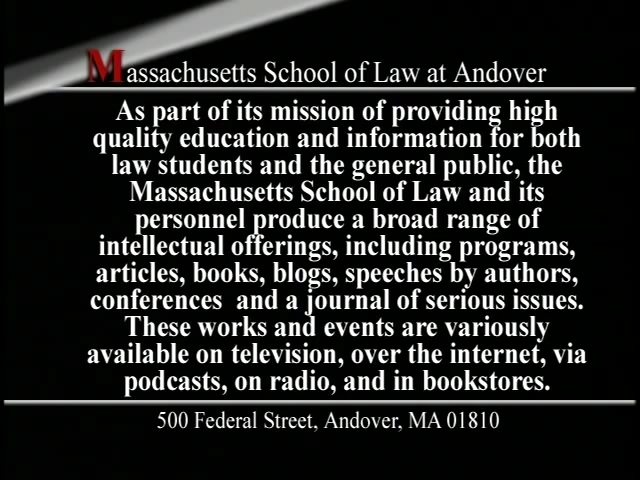 Massachusetts School of Law at Andover
As part of its mission of providing high
quality education and information for both
law students and the general public, the
Massachusetts School of Law and its
personnel produce a broad range of
intellectual offerings, including programs,
articles, books, blogs, speeches by authors,
conferences  and a journal of serious issues.
These works and events are variously
available on television, over the internet, via
podcasts, on radio, and in bookstores.
500 Federal Street, Andover, MA 01810